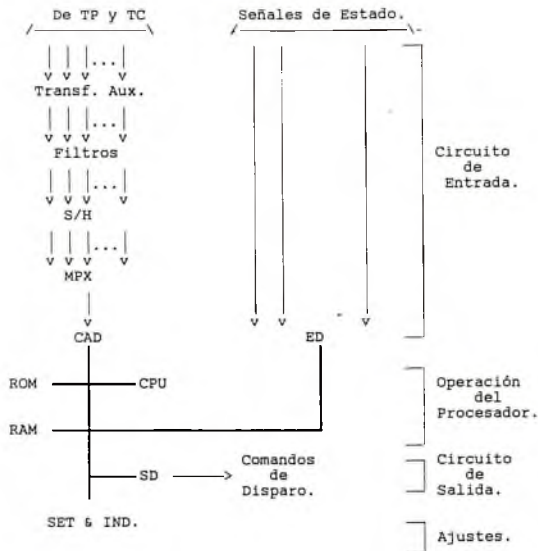 De TP y TC
Señales de Estado.
Transf. Aux.
Filtros
S/H
MPX
CAD
ED
Circuito
de
Entrada.
ROM
CPU
RAM
Operación
del
Procesador.
SD
Comandos
de
Disparo.
Circuito
de
Salida.
SET & IND.
Ajustes.